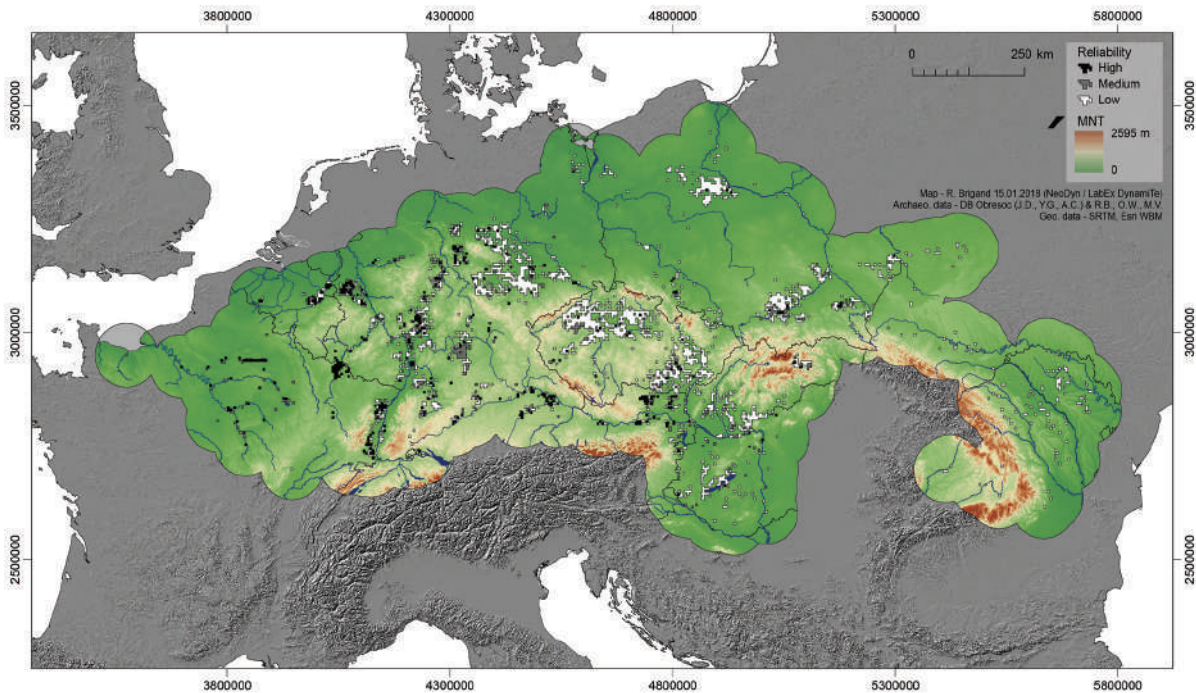 3800000 4300000 4800000 5300000 5800000
0 250 km
Reliability
High
Medium
Low
MNT
2595 m
0
Map - R. Brigand 15.01.2018 (NeoDyn / LabEx DynamiTe)
Archaeo. data - DB Obresoc (J.D., Y.G., A.C.) & R.B., O.W., M.V.
Geo. data - SRTM, Esri WBM
3500000 3500000
3000000 3000000
2500000 2500000
3800000 4300000 4800000 5300000 5800000